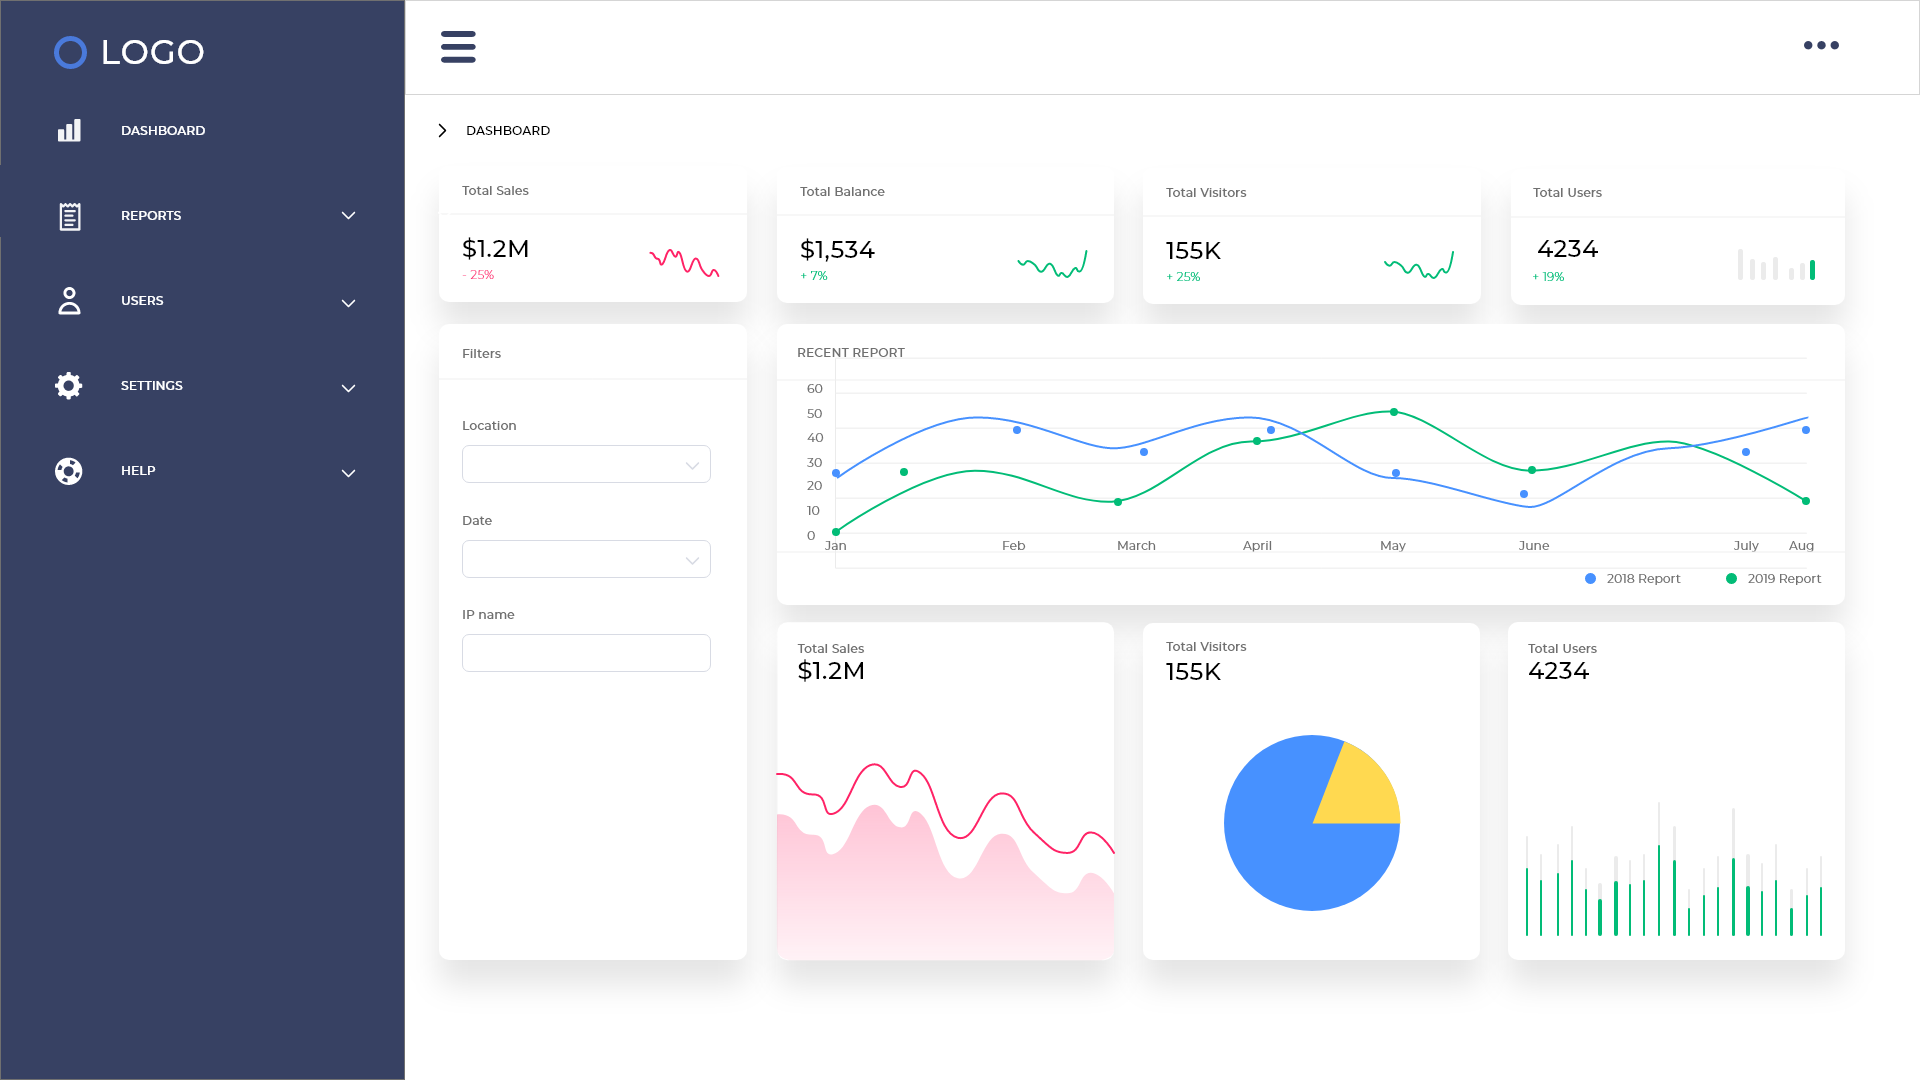 LOGO
DASHBOARD
REPORTS
USERS
SETTINGS
HELP
DASHBOARD
Total Sales
$1.2M
- 25%
Total Balance
$1,534
+ 7%
Total Visitors
155K
+ 25%
Total Users
4234
+ 19%
Filters
Location
Date
IP name
RECENT REPORT
60
50
40
30
20
10
0
Jan Feb March April May June July Aug
2018 Report 2019 Report
Total Sales
$1.2M
Total Visitors
155K
Total Users
4234